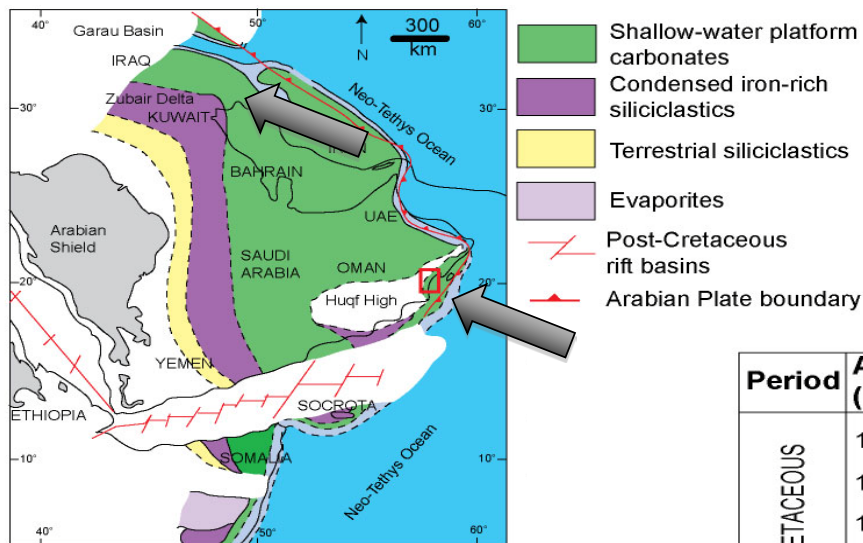 40°
50°
60°
Garau Basin
IRAQ
300
km
N
30°
30°
Zubair Delta
KUWAIT
Neo-Tethys Ocean
BAHRAIN
UAE
Arabian
Shield
SAUDI
ARABIA
OMAN
20°
20°
Huqf High
YEMEN
ETHIOPIA
SOCROTA
10°
SOMALIA
10°
Neo-Tethys Ocean
40°
50°
60°
Shallow-water platform
carbonates
Condensed iron-rich
siliciclastics
Terrestrial siliciclastics
Evaporites
Post-Cretaceous
rift basins
Arabian Plate boundary
Period